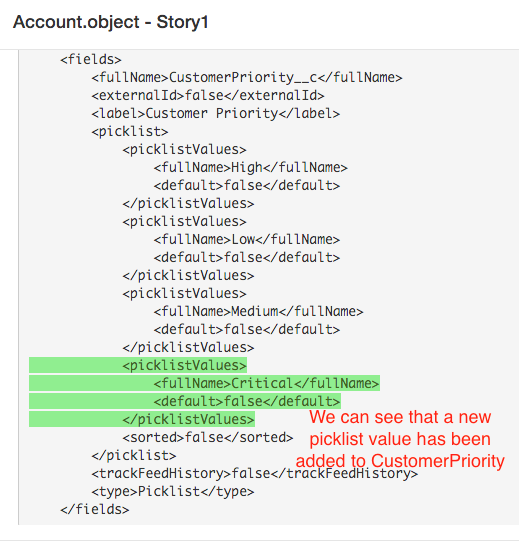 Account.object - Story1
<fields>
<fullName>CustomerPriority__c</fullName>
<externalId>false</externalId>
<label>Customer Priority</label>
<picklist>
<picklistValues>
<fullName>High</fullName>
<default>false</default>
</picklistValues>
<picklistValues>
<fullName>Low</fullName>
<default>false</default>
</picklistValues>
<picklistValues>
<fullName>Medium</fullName>
<default>false</default>
</picklistValues>
<picklistValues>
<fullName>Critical</fullName>
<default>false</default>
</picklistValues>
<sorted>false</sorted>
</picklist>
<trackFeedHistory>false</trackFeedHistory>
<type>Picklist</type>
</fields>
We can see that a new
picklist value has been
added to CustomerPriority